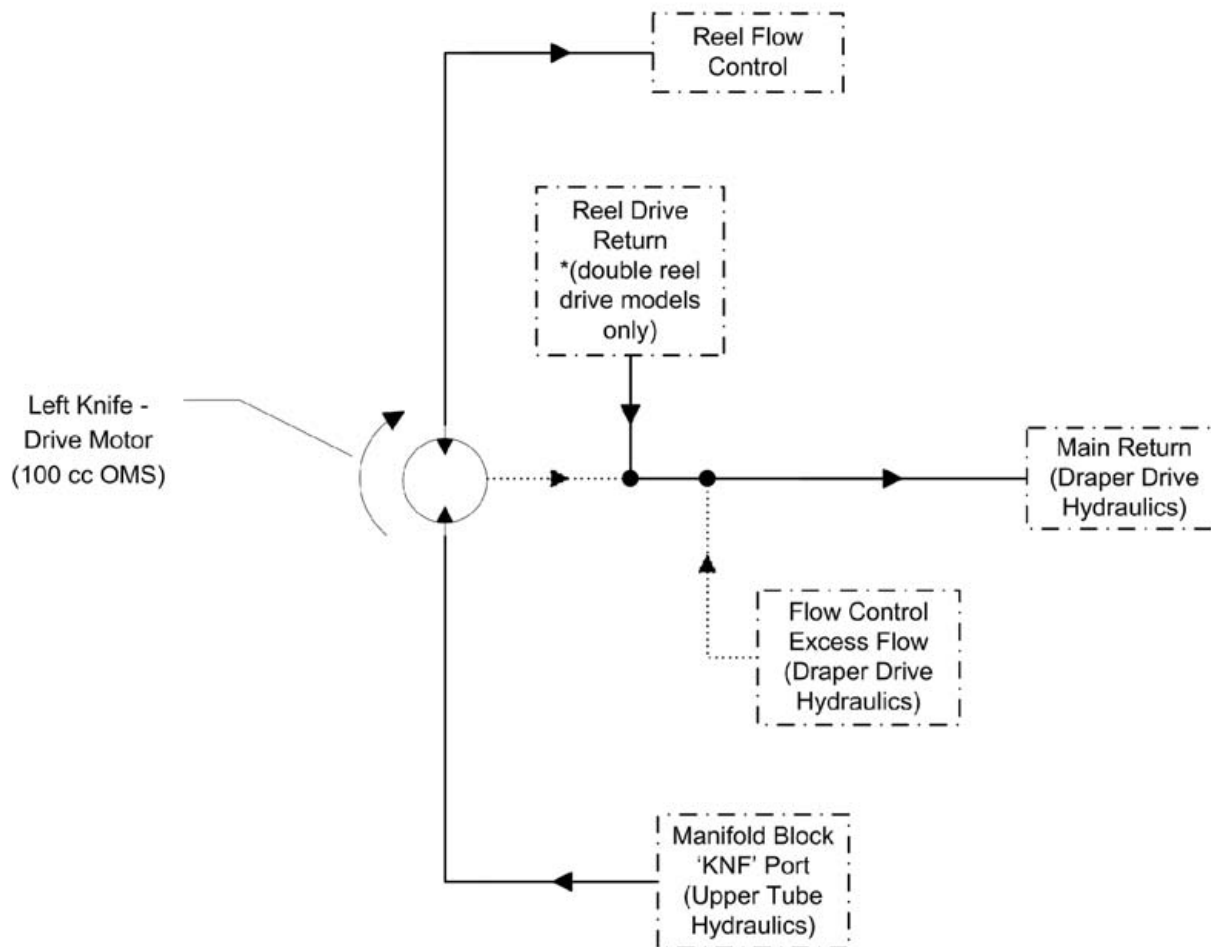 Reel Flow
Control
Reel Drive
Return
*(double reel
drive models
only)
Left Knife -
Drive Motor
(100 cc OMS)
Main Return
(Draper Drive
Hydraulics)
Flow Control
Excess Flow
(Draper Drive
Hydraulics)
Manifold Block
‘KNF’ Port
(Upper Tube
Hydraulics)